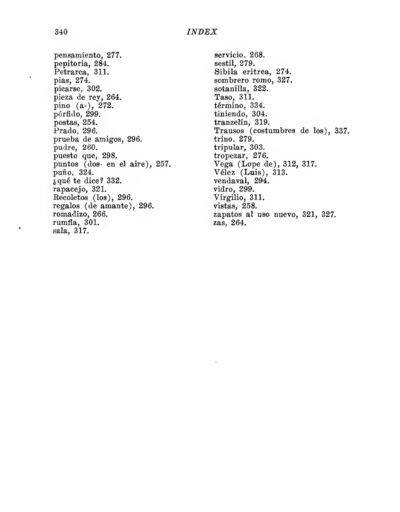 340 INDEX
pensamiento, 277.
pepitoria, 284.
Petrarca, 311.
pias, 274.
picarse, 302.
pieza de rey, 264.
pino (a-), 272.
pórfido, 299.
postas, 254.
Prado, 296.
prueba de amigos, 296.
pudre, 260.
puesto que, 298.
puntos (dos- en el aire), 257.
puño, 324.
¿qué te dice? 332.
rapacejo, 321.
Recoletos (los), 296.
regalos (de amante), 296.
romadizo, 266.
rumfla, 301.
sala, 317.
servicio. 268.
sestil, 279.
Sibila eritrea, 274.
sombrero romo, 327.
sotanilla, 322.
Taso, 311.
término, 334.
tiniendo, 304.
tranzelín, 319.
Trausos (costumbres de los), 337.
trino. 279.
tripular, 303.
tropezar, 276.
Vega (Lope de), 312, 317.
Vélez (Luis), 313.
vendaval, 294.
vidro, 299.
Virgilio, 311.
vistas, 258.
zapatos al uso nuevo, 321, 327.
zas, 264.